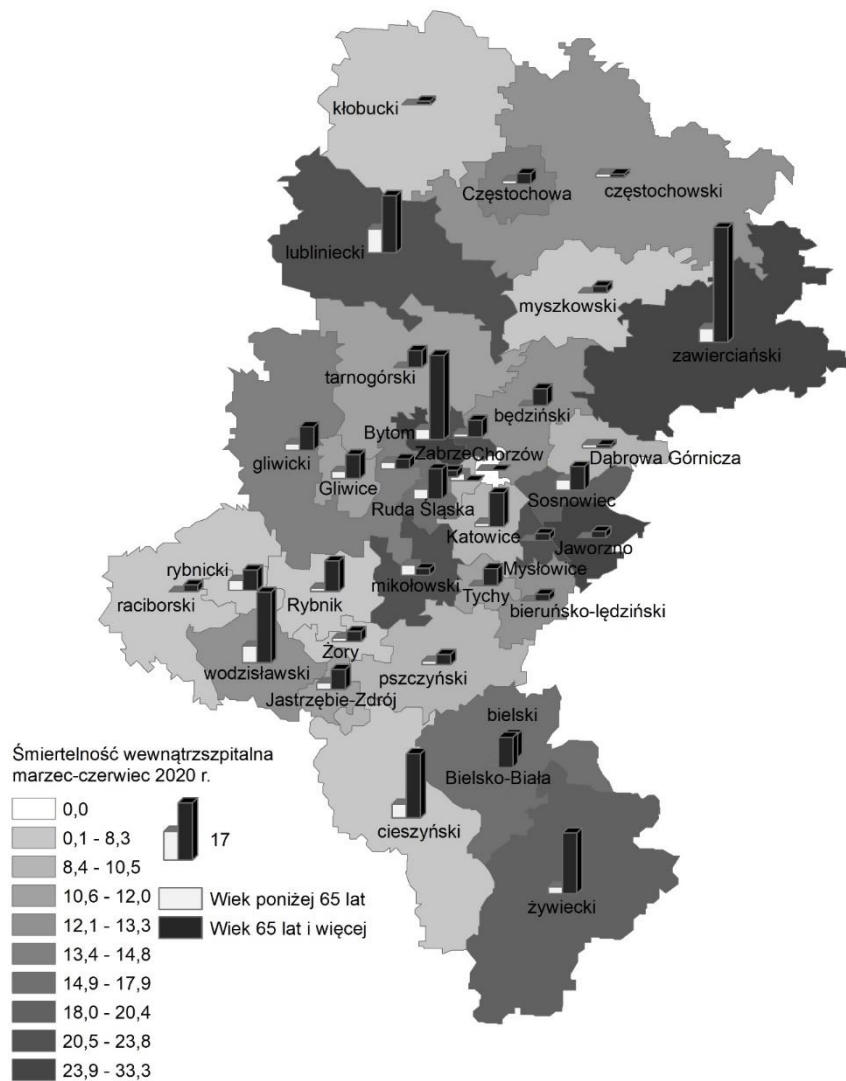 kłobucki
Częstochowa
częstochowski
lubliniecki
myszkowski
zawierciański
tarnogórski
będziński
Bytom
ZabrzeChorzów
Dąbrowa Górnicza
gliwicki
Gliwice
Ruda Śląska
Sosnowiec
Katowice
Jaworzno
rybnicki
Mysłowice
mikołowski
raciborski
Rybnik
Tychy
bieruńsko-lędziński
Żory
wodzisławski
pszczyński
Jastrzębie-Zdrój
bielski
Bielsko-Biała
cieszyński
żywiecki
Śmiertelność wewnątrzszpitalna
marzec-czerwiec 2020 r.
0,0
0,1 - 8,3
8,4 - 10,5
10,6 - 12,0
12,1 - 13,3
13,4 - 14,8
14,9 - 17,9
18,0 - 20,4
20,5 - 23,8
23,9 - 33,3
17
Wiek poniżej 65 lat
Wiek 65 lat i więcej